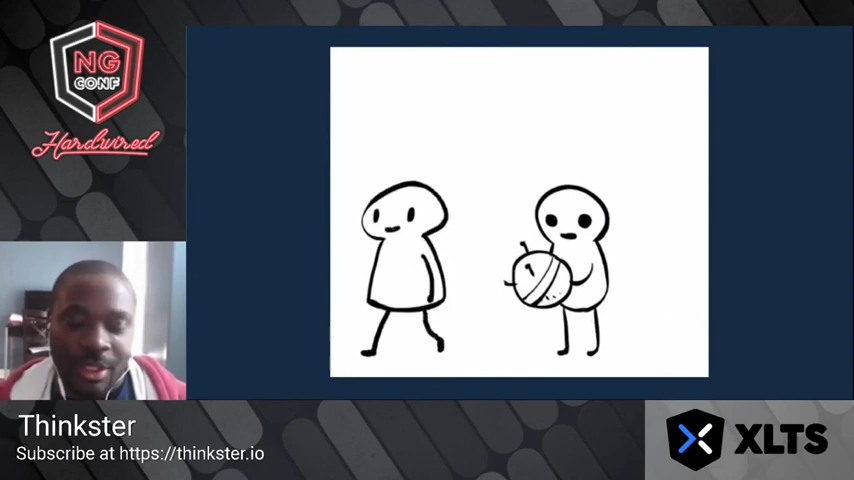 NG
CONF
Hardwired
Thinkster
Subscribe at https://thinkster.io
XLTS